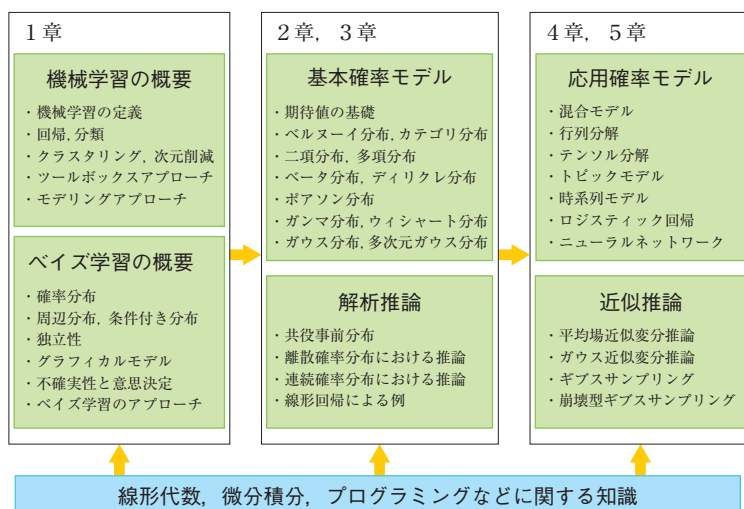 1章
機械学習の概要
・機械学習の定義
・回帰, 分類
・クラスタリング, 次元削減
・ツールボックスアプローチ
・モデリングアプローチ
ベイズ学習の概要
・確率分布
・周辺分布, 条件付き分布
・独立性
・グラフィカルモデル
・不確実性と意思決定
・ベイズ学習のアプローチ
2章, 3章
基本確率モデル
・期待値の基礎
・ベルヌーイ分布, カテゴリ分布
・二項分布, 多項分布
・ベータ分布, ディリクレ分布
・ポアソン分布
・ガンマ分布, ウィシャート分布
・ガウス分布, 多次元ガウス分布
解析推論
・共役事前分布
・離散確率分布における推論
・連続確率分布における推論
・線形回帰による例
4章, 5章
応用確率モデル
・混合モデル
・行列分解
・テンソル分解
・トピックモデル
・時系列モデル
・ロジスティック回帰
・ニューラルネットワーク
近似推論
・平均場近似変分推論
・ガウス近似変分推論
・ギブスサンプリング
・崩壊型ギブスサンプリング
線形代数, 微分積分, プログラミングなどに関する知識